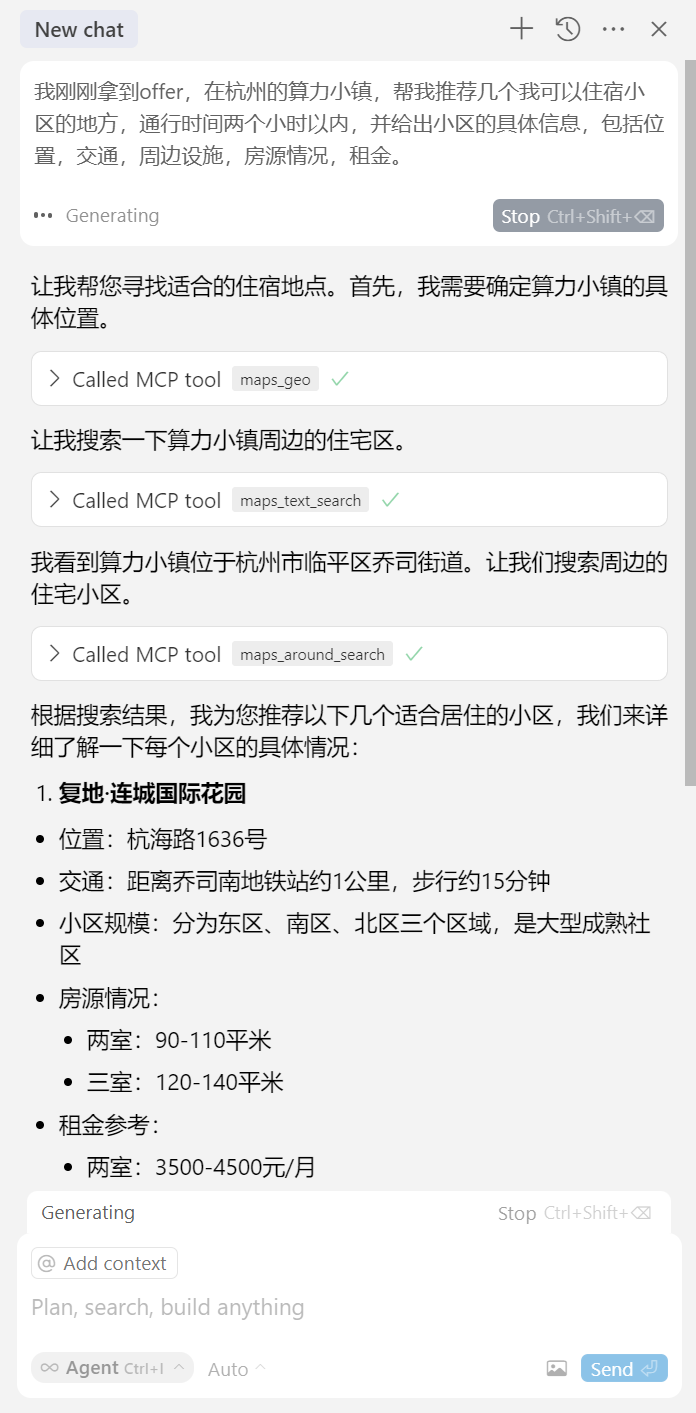 New chat
我刚刚拿到offer，在杭州的算力小镇，帮我推荐几个我可以住宿小
区的地方，通行时间两个小时以内，并给出小区的具体信息，包括位
置，交通，周边设施，房源情况，租金。
Generating
Stop Ctrl+Shift+⌫
让我帮您寻找适合的住宿地点。首先，我需要确定算力小镇的具
体位置。
Called MCP tool maps_geo
让我搜索一下算力小镇周边的住宅区。
Called MCP tool maps_text_search
我看到算力小镇位于杭州市临平区乔司街道。让我们搜索周边的
住宅小区。
Called MCP tool maps_around_search
根据搜索结果，我为您推荐以下几个适合居住的小区，我们来详
细了解一下每个小区的具体情况：
1. 复地·连城国际花园
• 位置：杭海路1636号
• 交通：距离乔司南地铁站约1公里，步行约15分钟
• 小区规模：分为东区、南区、北区三个区域，是大型成熟社
区
• 房源情况：
• 两室：90-110平米
• 三室：120-140平米
• 租金参考：
• 两室：3500-4500元/月
Generating
Stop Ctrl+Shift+⌫
@ Add context
Plan, search, build anything
∞ Agent Ctrl+I
Auto
Send ⏎